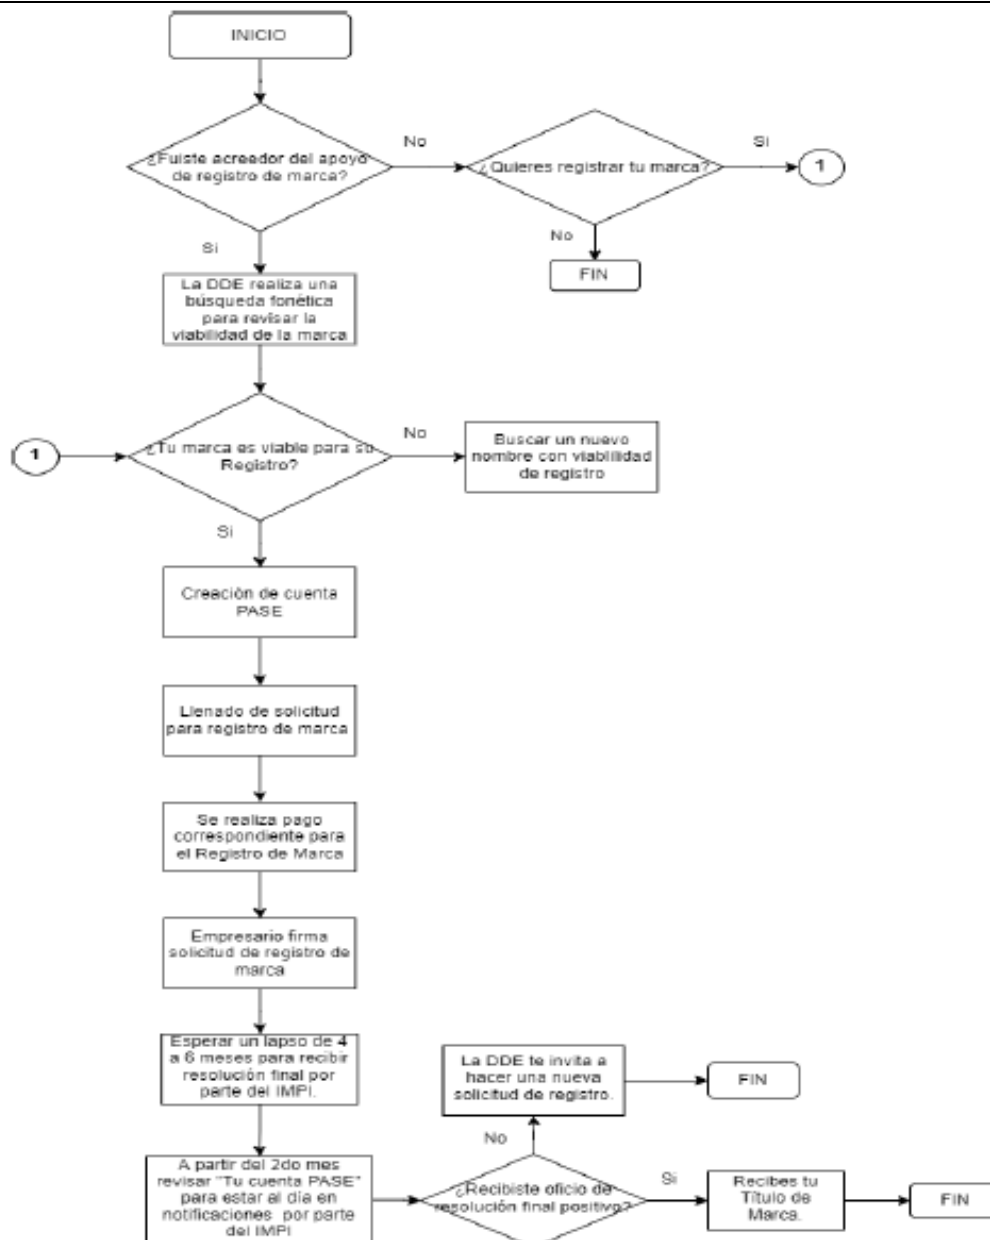 INICIO
¿Fuiste acreedor del apoyo
de registro de marca?
No
¿Quieres registrar tu marca?
Si
1
No
FIN
Si
La DDE realiza una
búsqueda fonética
para revisar la
viabilidad de la marca
1
¿Tu marca es viable para su
Registro?
No
Buscar un nuevo
nombre con viablilidad
de registro
Si
Creación de cuenta
PASE
Llenado de solicitud
para registro de marca
Se realiza pago
correspondiente para
el Registro de Marca
Empresario firma
solicitud de registro de
marca
Esperar un lapso de 4
a 6 meses para recibir
resolución final por
parte del IMPI.
A partir del 2do mes
revisar "Tu cuenta PASE"
para estar al día en
notificaciones por parte
del IMPI
¿Recibiste oficio de
resolución final positivo?
No
La DDE te invita a
hacer una nueva
solicitud de registro.
FIN
Si
Recibes tu
Título de
Marca.
FIN